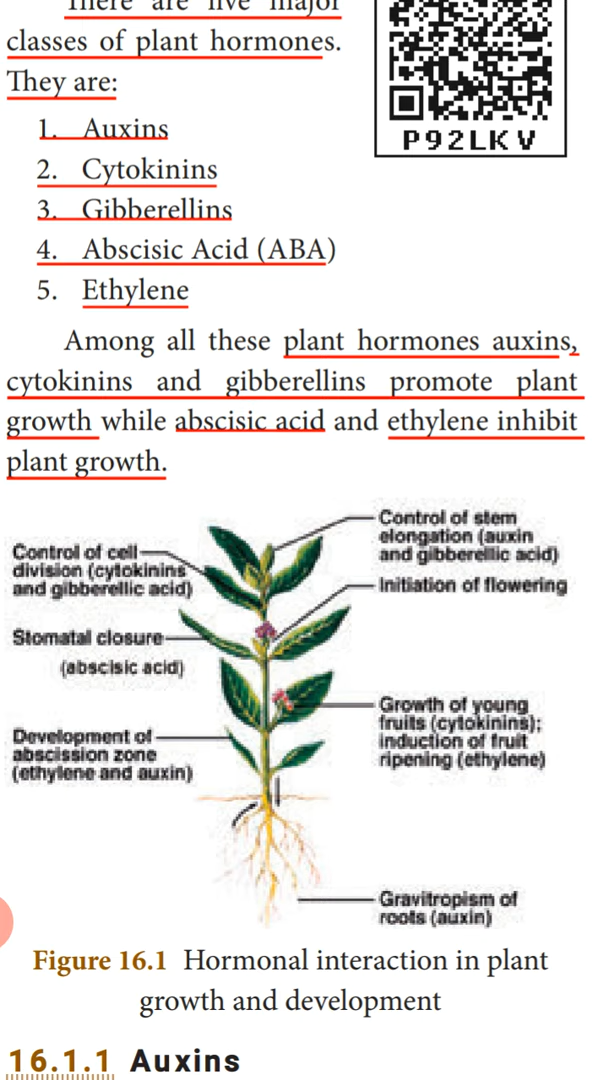 There are five major
classes of plant hormones.
They are:
P92LKV
1. Auxins
2. Cytokinins
3. Gibberellins
4. Abscisic Acid (ABA)
5. Ethylene
Among all these plant hormones auxins,
cytokinins and gibberellins promote plant
growth while abscisic acid and ethylene inhibit
plant growth.
Control of cell
division (cytokinins
and gibberellic acid)
Stomatal closure
(abscisic acid)
Development of
abscission zone
(ethylene and auxin)
Control of stem
elongation (auxin
and gibberellic acid)
Initiation of flowering
Growth of young
fruits (cytokinins);
induction of fruit
ripening (ethylene)
Gravitropism of
roots (auxin)
Figure 16.1 Hormonal interaction in plant
growth and development
16.1.1 Auxins